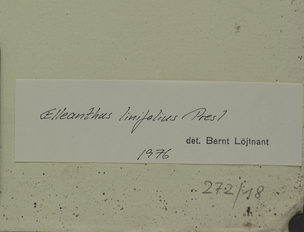 Elleanthus linifolius Presl
det. Bernt Löjtnant
1976
272/18